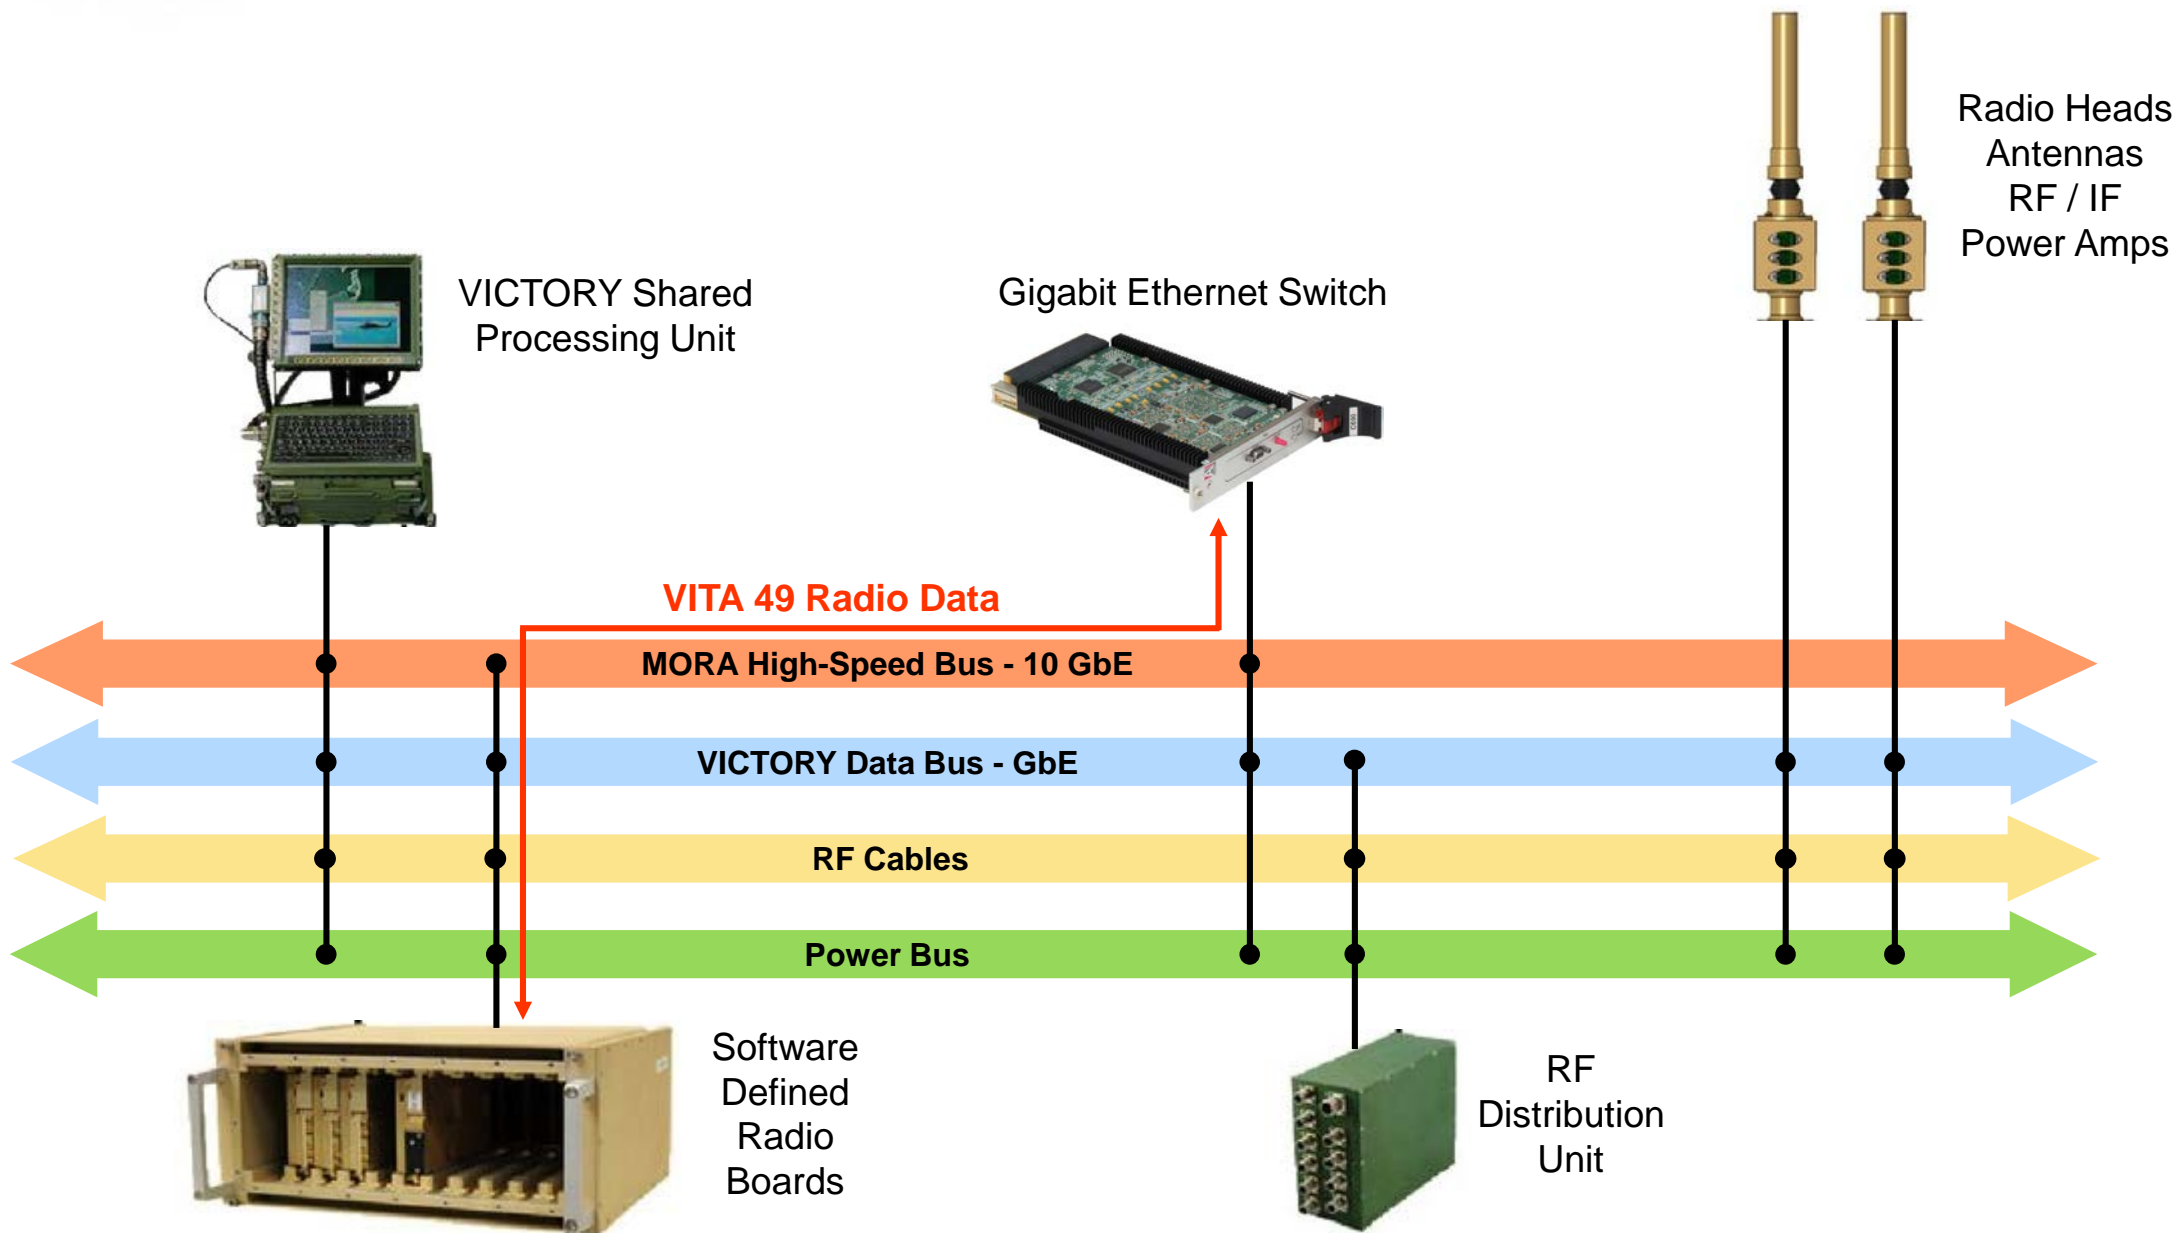 Radio Heads
Antennas
RF / IF
Power Amps
VICTORY Shared
Processing Unit
Gigabit Ethernet Switch
VITA 49 Radio Data
MORA High-Speed Bus - 10 GbE
VICTORY Data Bus - GbE
RF Cables
Power Bus
Software
Defined
Radio
Boards
RF
Distribution
Unit